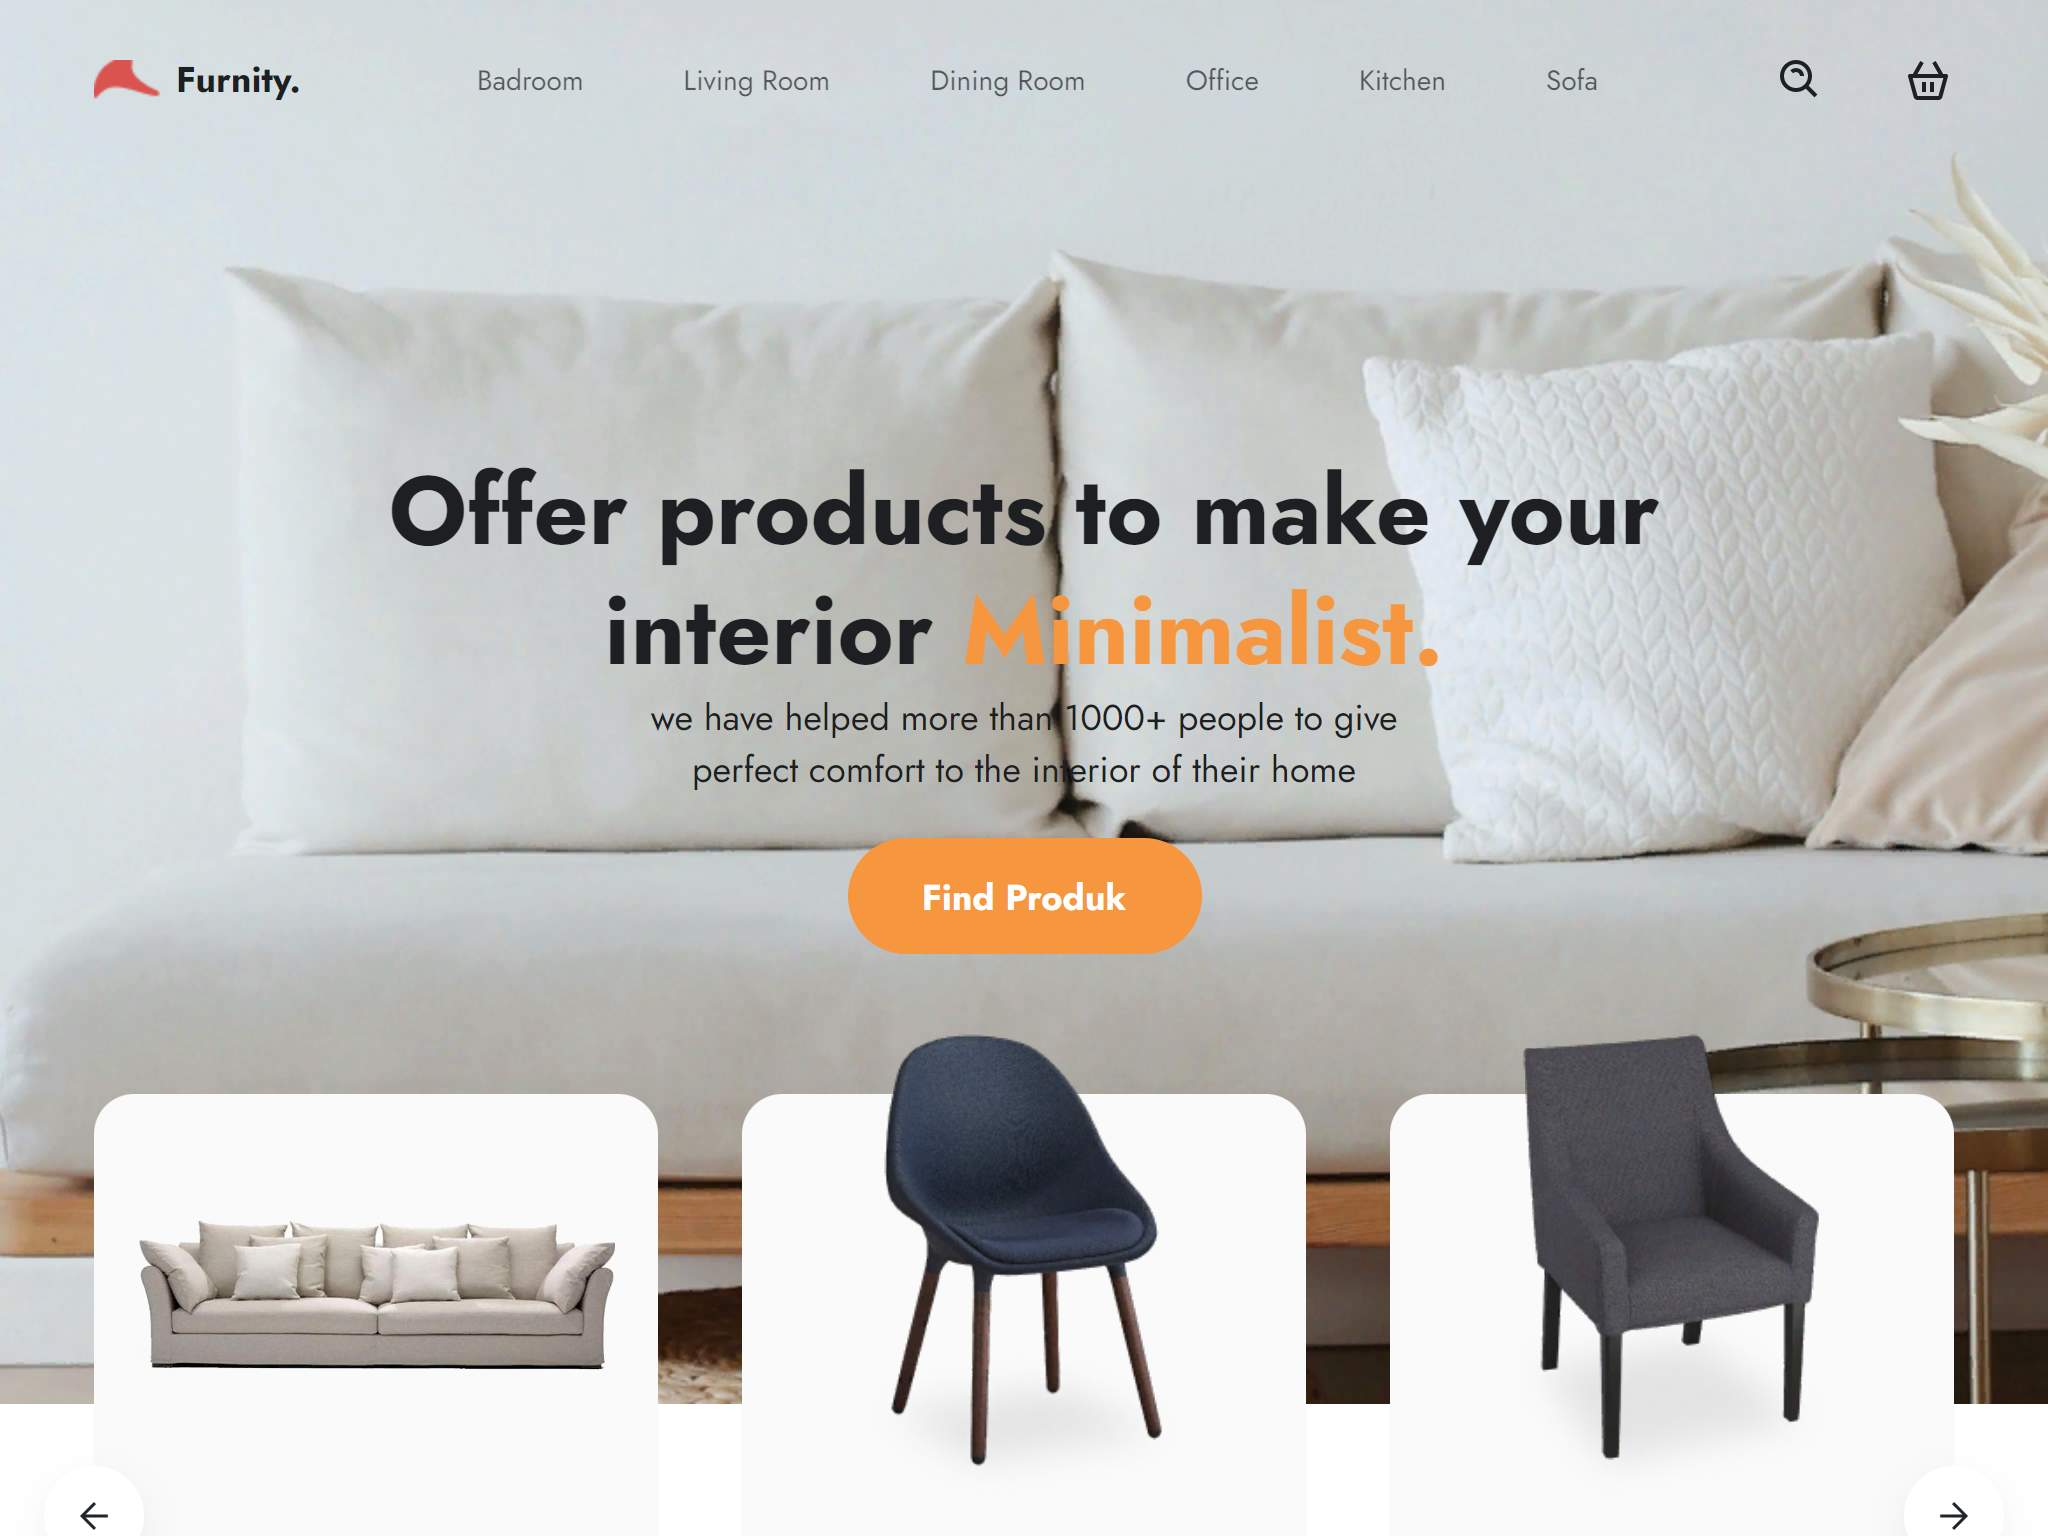 Furnity.
Badroom
Living Room
Dining Room
Office
Kitchen
Sofa
Offer products to make your
interior Minimalist.
we have helped more than 1000+ people to give
perfect comfort to the interior of their home
Find Produk